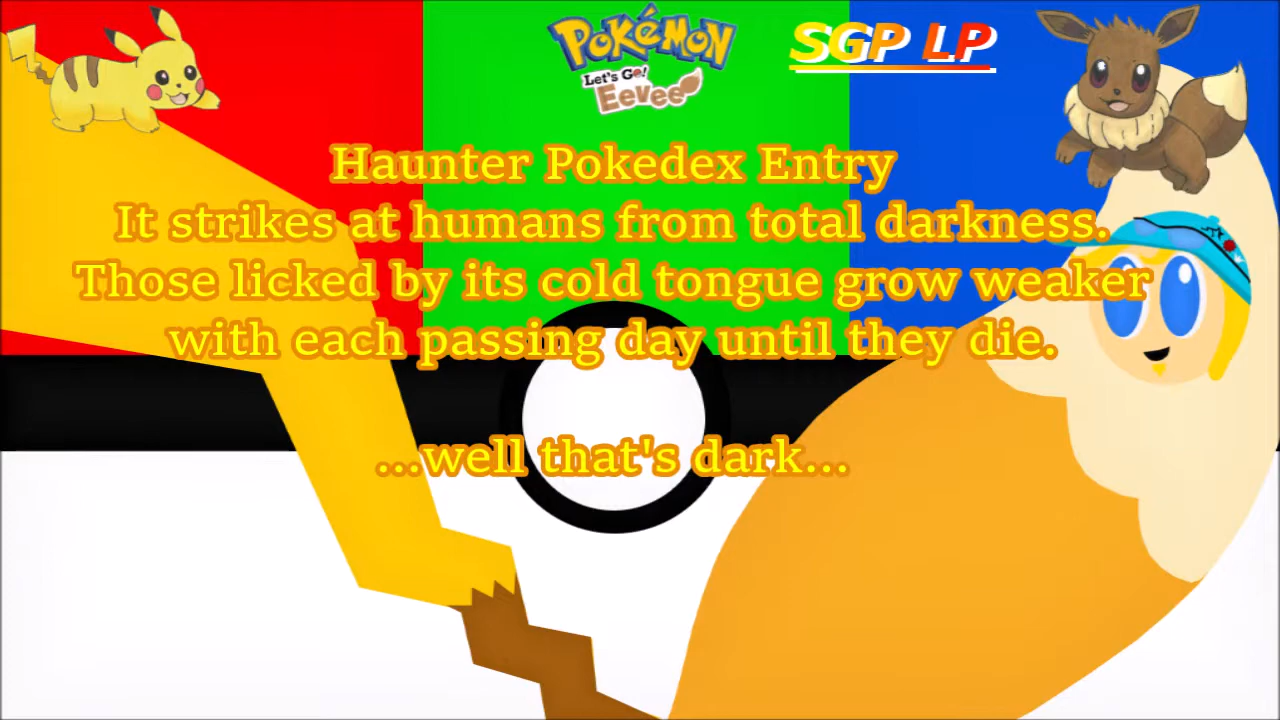 POKéMON
Let's Go!
Eevee
SGP LP
Haunter Pokedex Entry
It strikes at humans from total darkness.
Those licked by its cold tongue grow weaker
with each passing day until they die.
...well that's dark...